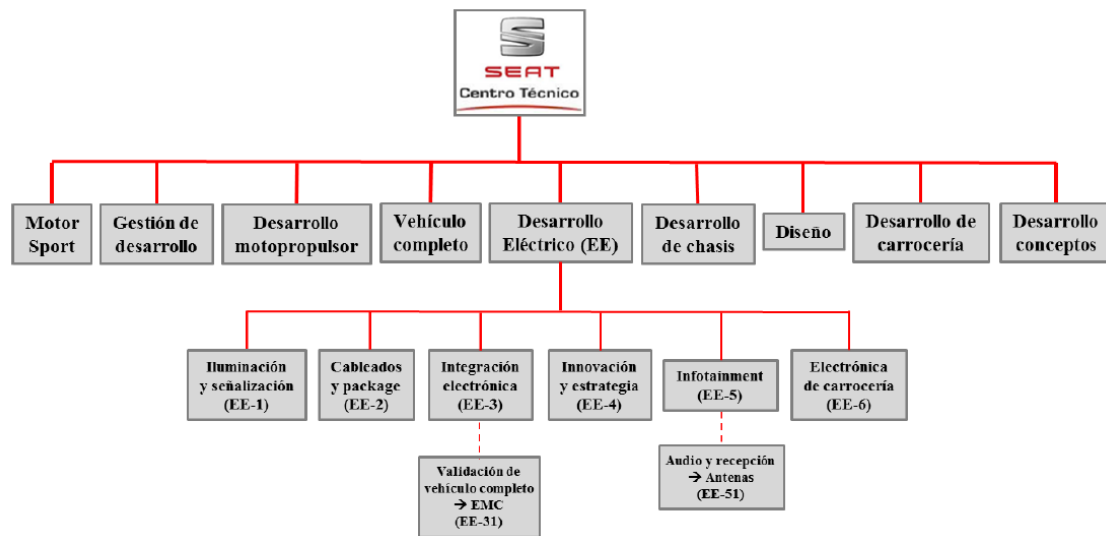 SEAT
Centro Técnico
Motor
Sport
Gestión de
desarrollo
Desarrollo
motopropulsor
Vehículo
completo
Desarrollo
Eléctrico (EE)
Desarrollo
de chasis
Diseño
Desarrollo de
carrocería
Desarrollo
conceptos
Iluminación
y señalización
(EE-1)
Cableados
y package
(EE-2)
Integración
electrónica
(EE-3)
Innovación
y estrategia
(EE-4)
Infotainment
(EE-5)
Electrónica
de carrocería
(EE-6)
Validación de
vehículo completo
→ EMC
(EE-31)
Audio y recepción
→ Antenas
(EE-51)